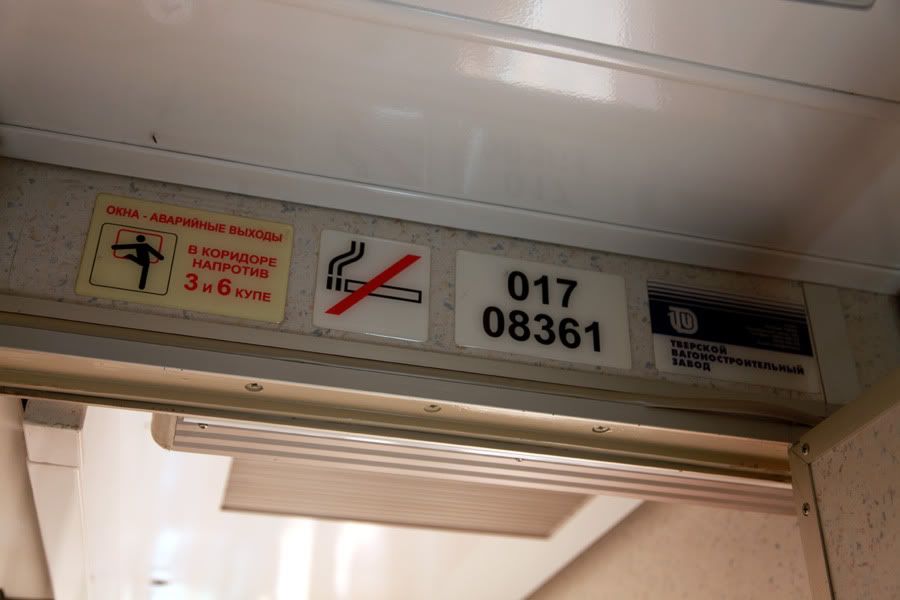 ОКНА - АВАРИЙНЫЕ ВЫХОДЫ
В КОРИДОРЕ
НАПРОТИВ
3 и 6 КУПЕ
017
08361
ТВЕРСКОЙ
ВАГОНОСТРОИТЕЛЬНЫЙ
ЗАВОД